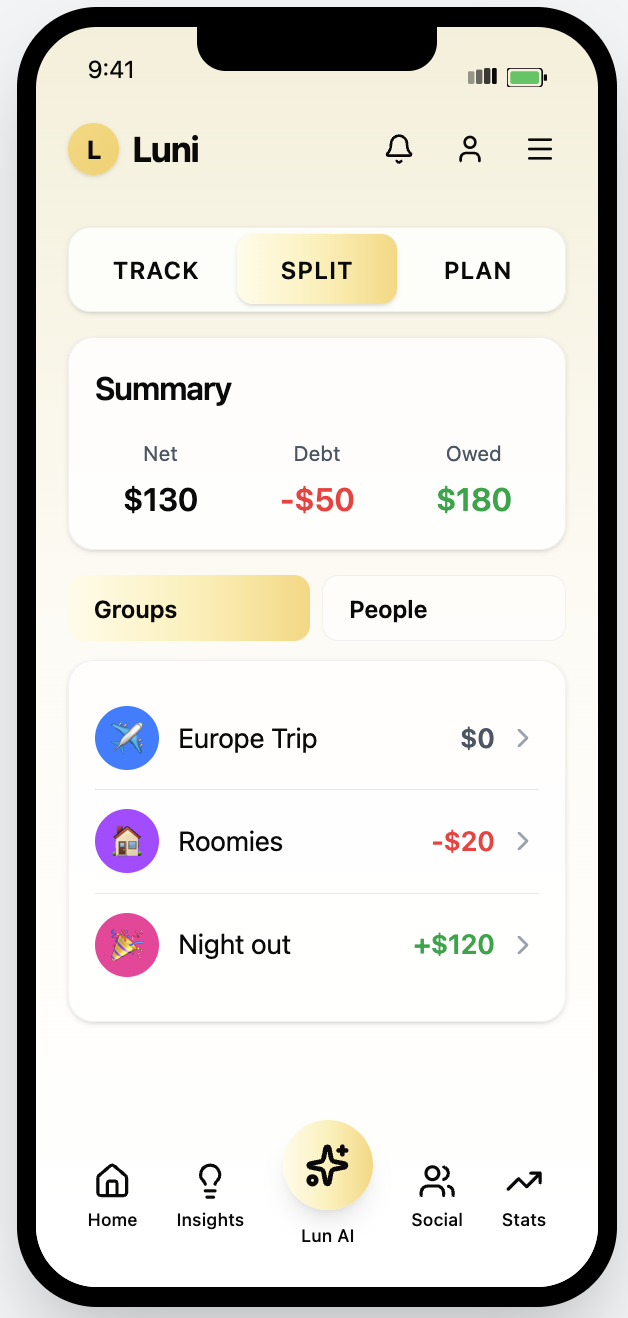 9:41
L Luni
TRACK SPLIT PLAN
Summary
Net Debt Owed
$130 -$50 $180
Groups People
Europe Trip $0
Roomies -$20
Night out +$120
Home Insights Lun AI Social Stats